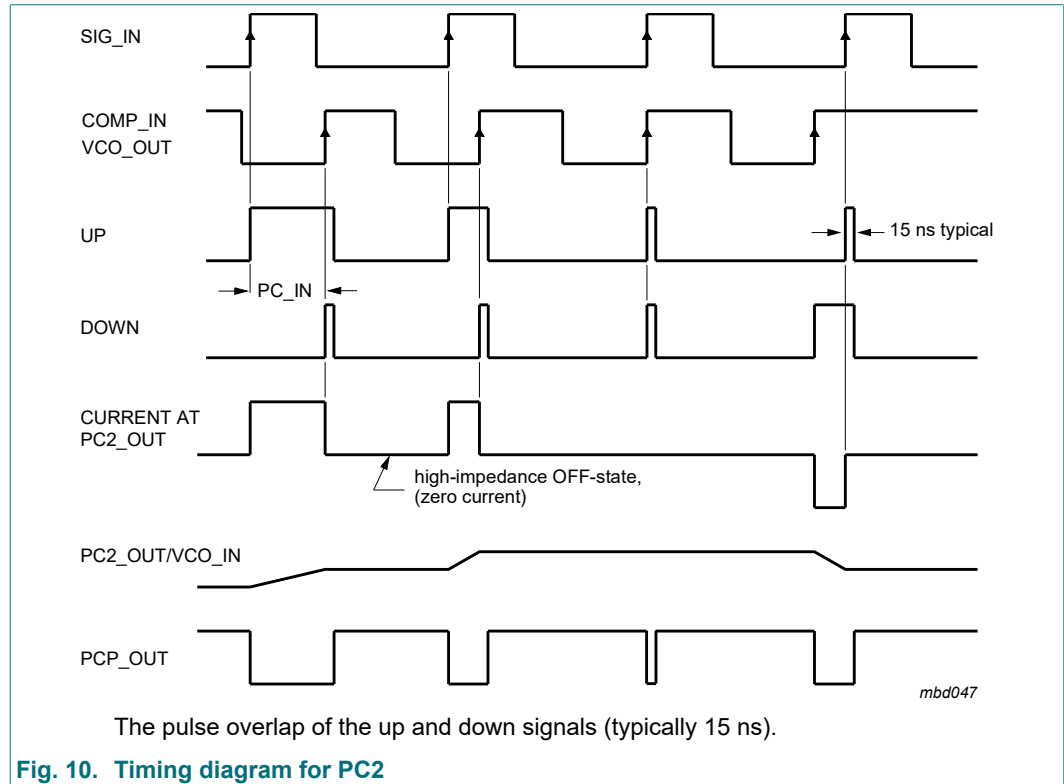 SIG_IN
COMP_IN
VCO_OUT
UP
15 ns typical
PC_IN
DOWN
CURRENT AT
PC2_OUT
high-impedance OFF-state,
(zero current)
PC2_OUT/VCO_IN
PCP_OUT
mbd047
The pulse overlap of the up and down signals (typically 15 ns).
Fig. 10. Timing diagram for PC2